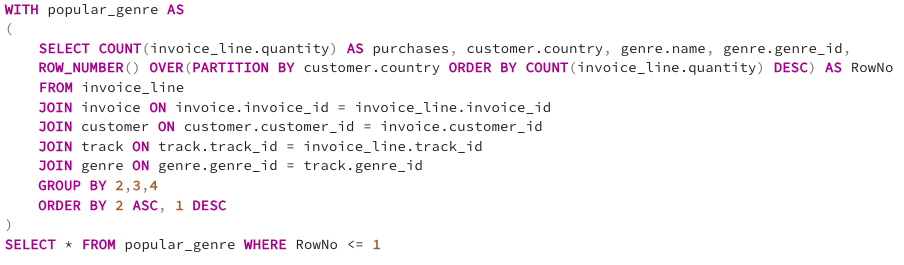 WITH popular_genre AS
(
    SELECT COUNT(invoice_line.quantity) AS purchases, customer.country, genre.name, genre.genre_id,
    ROW_NUMBER() OVER(PARTITION BY customer.country ORDER BY COUNT(invoice_line.quantity) DESC) AS RowNo
    FROM invoice_line
    JOIN invoice ON invoice.invoice_id = invoice_line.invoice_id
    JOIN customer ON customer.customer_id = invoice.customer_id
    JOIN track ON track.track_id = invoice_line.track_id
    JOIN genre ON genre.genre_id = track.genre_id
    GROUP BY 2,3,4
    ORDER BY 2 ASC, 1 DESC
)
SELECT * FROM popular_genre WHERE RowNo <= 1